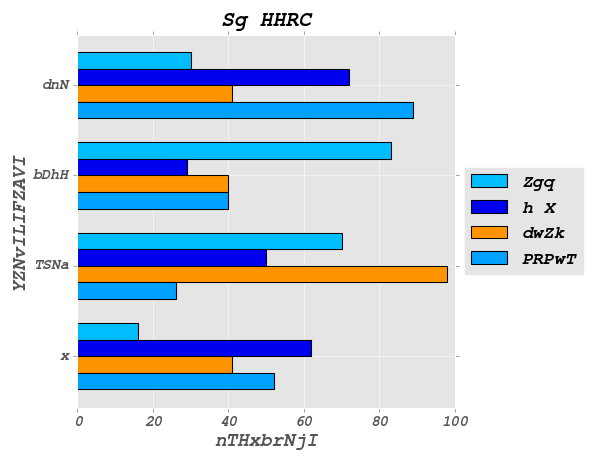 Sg HHRC
dnN
bDhH
TSNa
x
YZNvILIFZAVI
0 20 40 60 80 100
nTHxbrNjI
Zgq
h X
dwZk
PRPwT